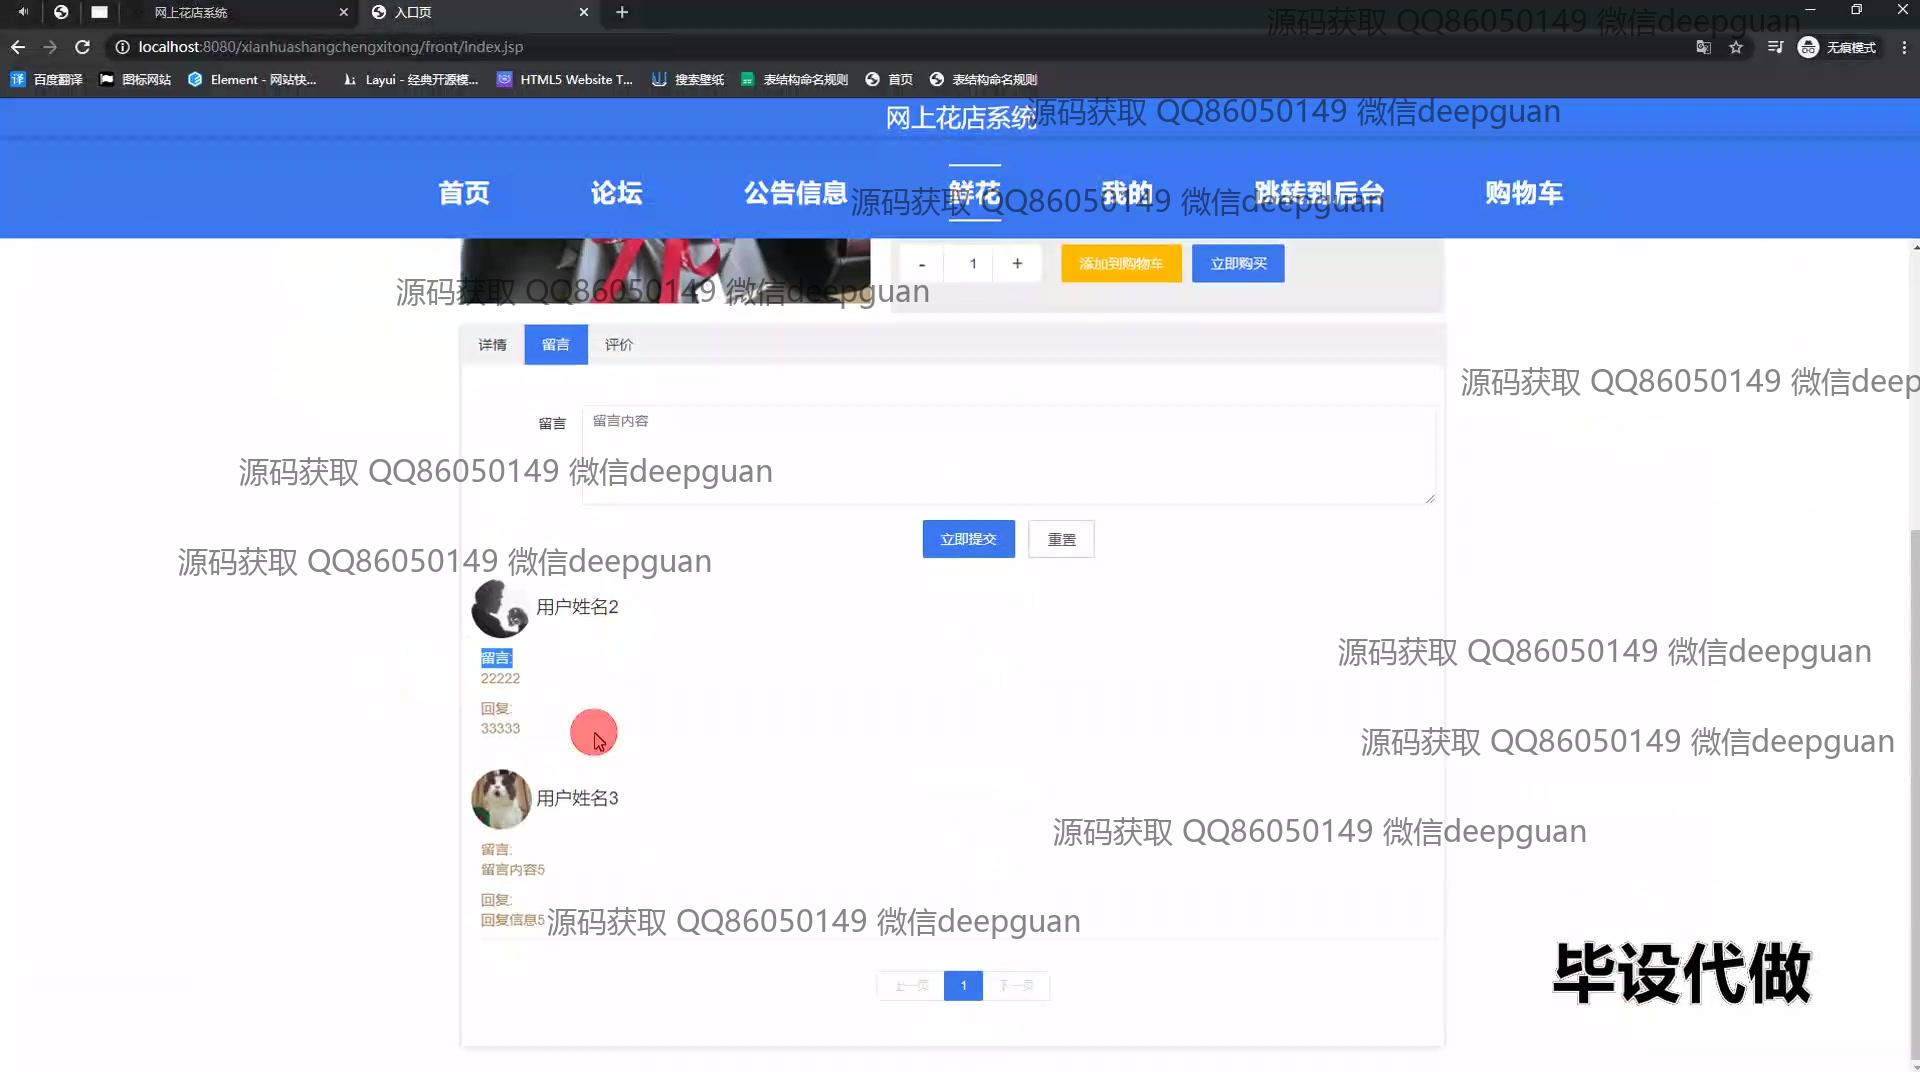 网上花店系统
入口页
源码获取 QQ86050149 微信deepguan
localhost:8080/xianhuashangchengxitong/front/index.jsp
无痕模式
百度翻译
图标网站
Element - 网站快...
Layui - 经典开源模...
HTML5 Website T...
搜索壁纸
表结构命名规则
首页
表结构命名规则
网上花店系统
源码获取 QQ86050149 微信deepguan
首页
论坛
公告信息
鲜花
我的
跳转到后台
购物车
源码获取 QQ86050149 微信deepguan
- 1 +
添加到购物车
立即购买
源码获取 QQ86050149 微信deepguan
详情
留言
评价
源码获取 QQ86050149 微信deep
留言
留言内容
源码获取 QQ86050149 微信deepguan
立即提交
重置
源码获取 QQ86050149 微信deepguan
用户姓名2
留言:
22222
源码获取 QQ86050149 微信deepguan
回复:
33333
源码获取 QQ86050149 微信deepguan
用户姓名3
源码获取 QQ86050149 微信deepguan
留言:
留言内容5
回复:
回复信息5
源码获取 QQ86050149 微信deepguan
毕设代做
上一页
1
下一页